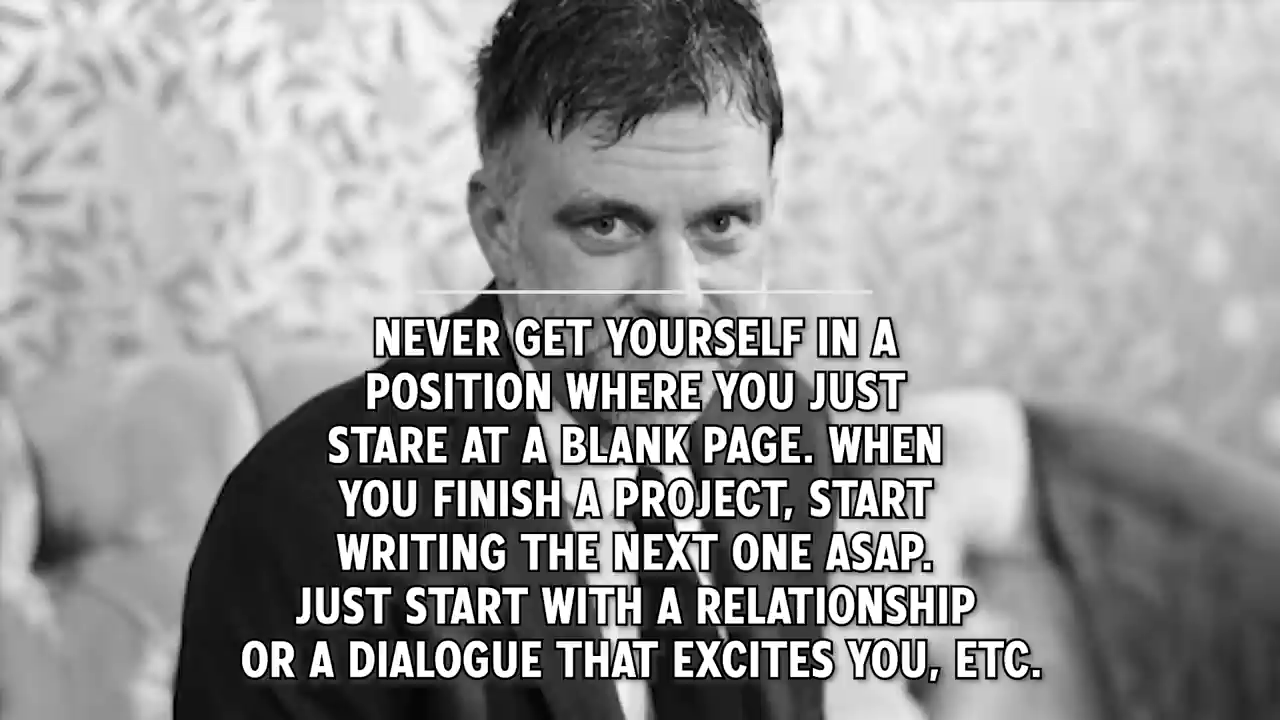 NEVER GET YOURSELF IN A
POSITION WHERE YOU JUST
STARE AT A BLANK PAGE. WHEN
YOU FINISH A PROJECT, START
WRITING THE NEXT ONE ASAP.
JUST START WITH A RELATIONSHIP
OR A DIALOGUE THAT EXCITES YOU, ETC.